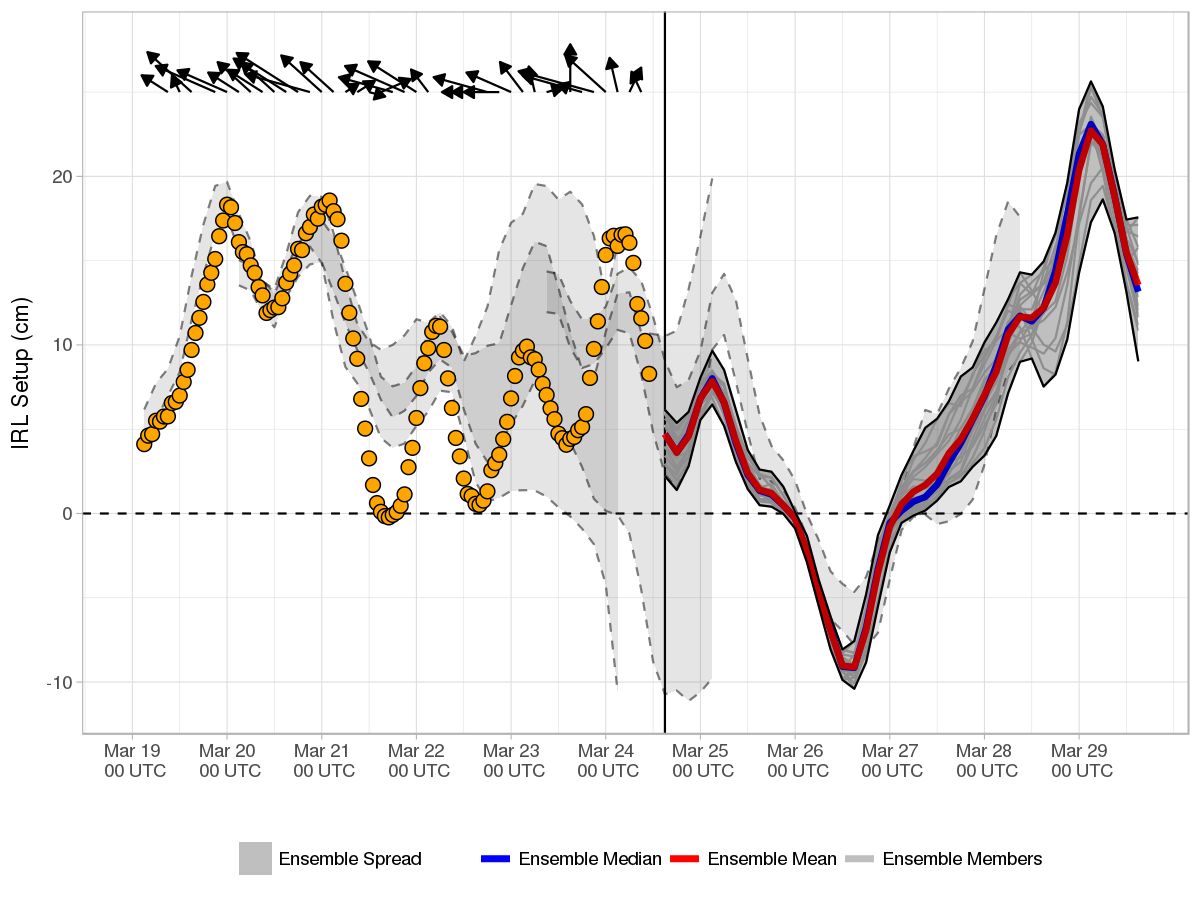 IRL Setup (cm)
20
10
0
-10
Mar 19 Mar 20 Mar 21 Mar 22 Mar 23 Mar 24 Mar 25 Mar 26 Mar 27 Mar 28 Mar 29
00 UTC 00 UTC 00 UTC 00 UTC 00 UTC 00 UTC 00 UTC 00 UTC 00 UTC 00 UTC 00 UTC
Ensemble Spread Ensemble Median Ensemble Mean Ensemble Members